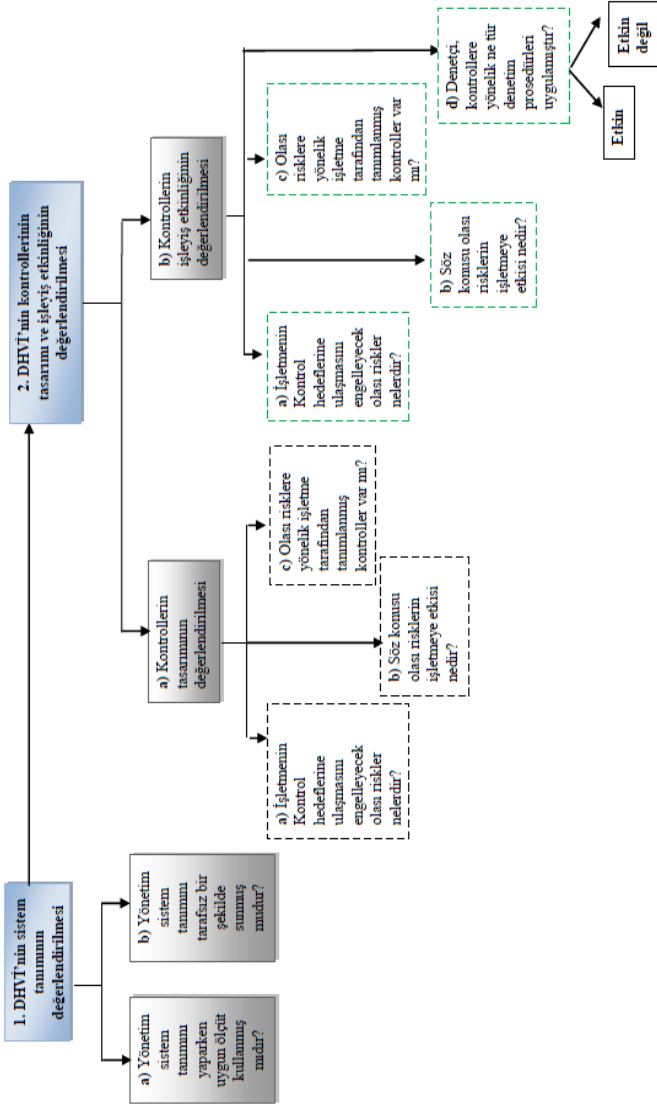 1. DHVİ’nin sistem
tanımının
değerlendirilmesi
a) Yönetim
sistem
tanımını
yaparken
uygun ölçüt
kullanmış
mıdır?
b) Yönetim
sistem
tanımını
tarafsız bir
şekilde
sunmuş
mudur?
2. DHVİ’nin kontrollerinin
tasarımı ve işleyiş etkinliğinin
değerlendirilmesi
a) Kontrollerin
tasarımının
değerlendirilmesi
a) İşletmenin
Kontrol
hedeflerine
ulaşmasını
engelleyecek
olası riskler
nelerdir?
b) Söz konusu
olası risklerin
işletmeye etkisi
nedir?
c) Olası risklere
yönelik işletme
tarafından
tanımlanmış
kontroller var mı?
b) Kontrollerin
işleyiş etkinliğinin
değerlendirilmesi
a) İşletmenin
Kontrol
hedeflerine
ulaşmasını
engelleyecek
olası riskler
nelerdir?
b) Söz
konusu olası
risklerin
işletmeye
etkisi nedir?
c) Olası
risklere
yönelik
işletme
tarafından
tanımlanmış
kontroller var
mı?
d) Denetçi,
kontrollere
yönelik ne tür
denetim
prosedürleri
uygulamıştır?
Etkin
Etkin
değil